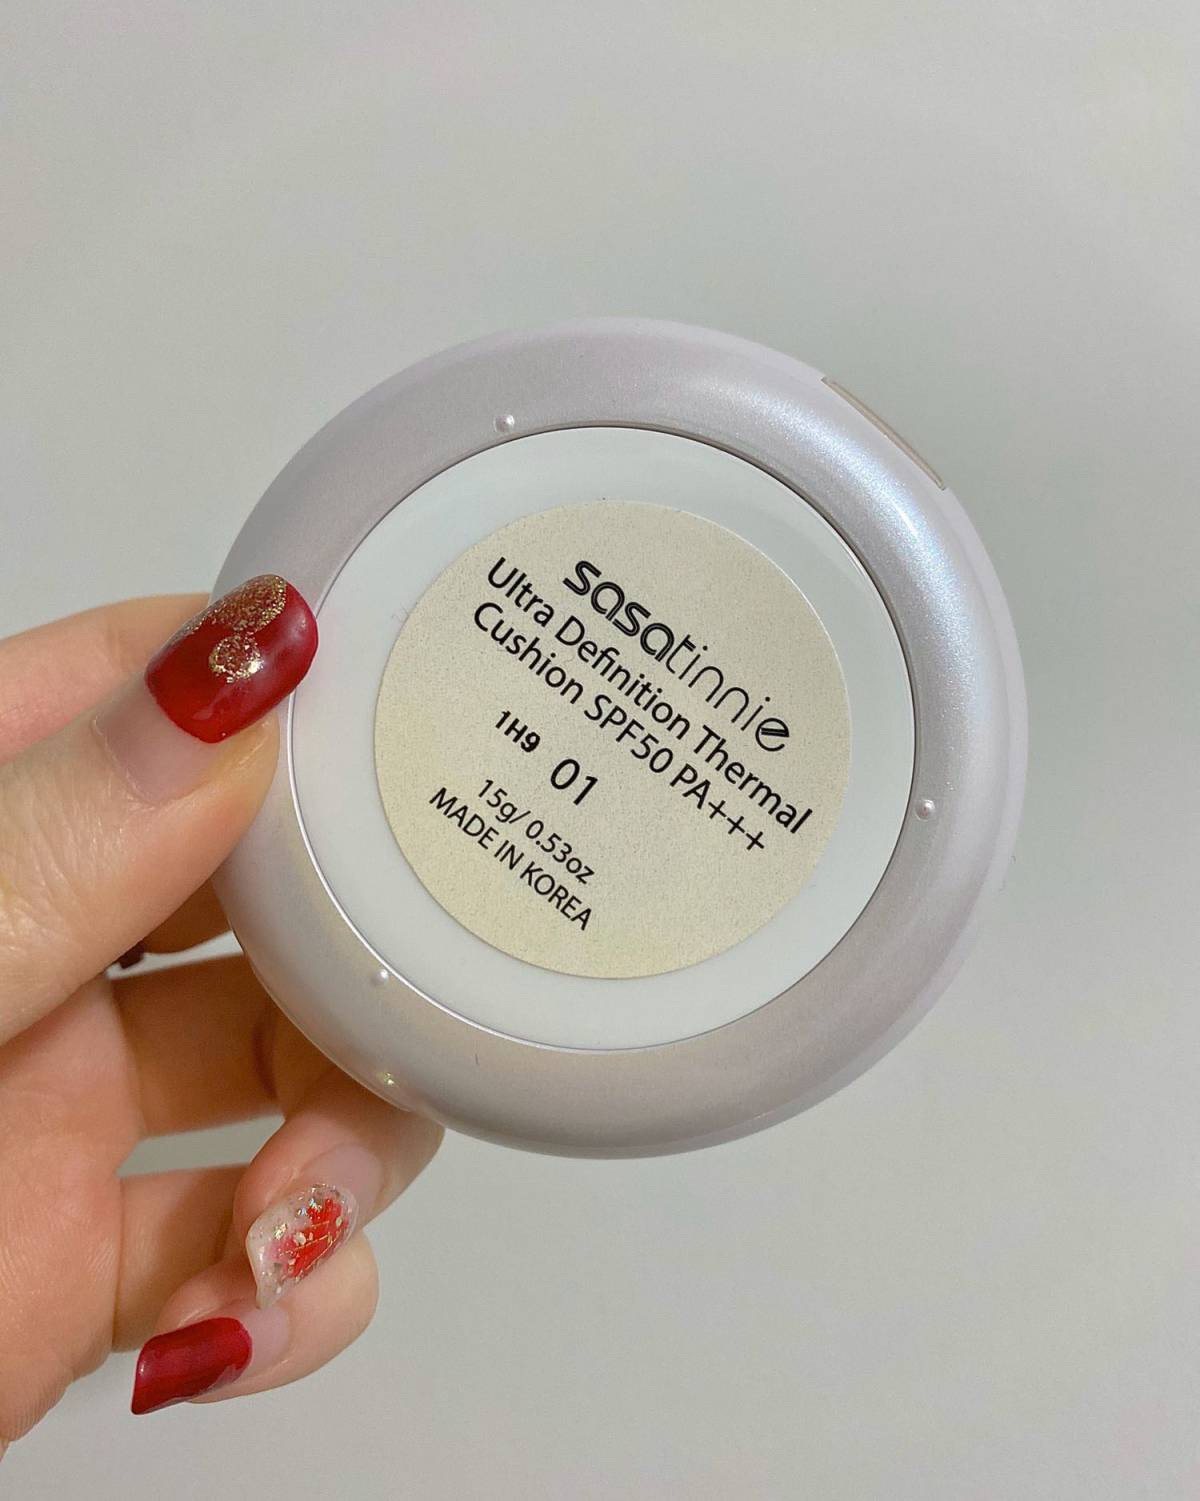 sasatinnie
Ultra Definition Thermal
Cushion SPF50 PA+++
1H9 01
15g/ 0.53oz
MADE IN KOREA